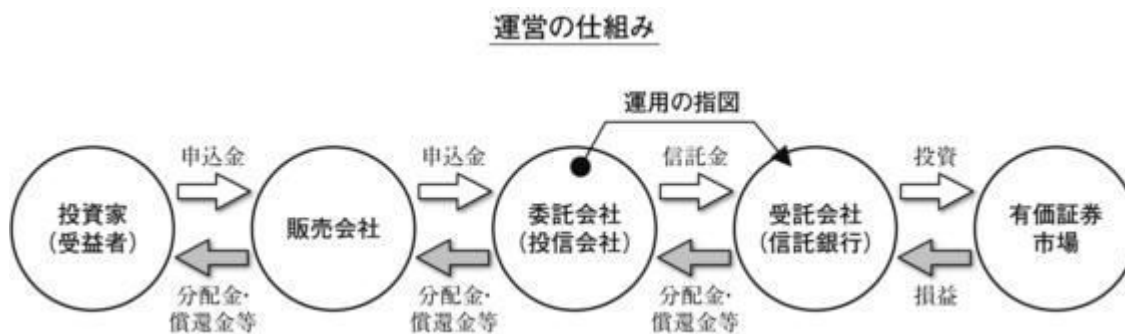 運営の仕組み
運用の指図
申込金
申込金
信託金
投資
投資家
(受益者)
販売会社
委託会社
(投信会社)
受託会社
(信託銀行)
有価証券
市場
分配金・
償還金等
分配金・
償還金等
分配金・
償還金等
損益